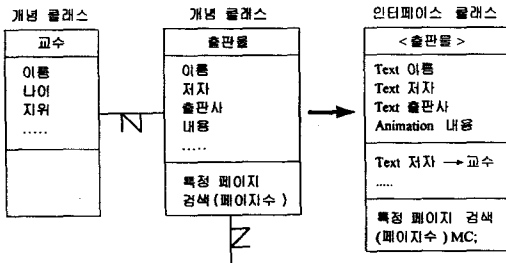 개념 클래스
교수
이름
나이
지위
.....
개념 클래스
출판물
이름
저자
출판사
내용
.....
특정 페이지
검색(페이지수)
인터페이스 클래스
<출판물>
Text 이름
Text 저자
Text 출판사
Animation 내용
Text 저자 → 교수
.....
특정 페이지 검색
(페이지수) MC;